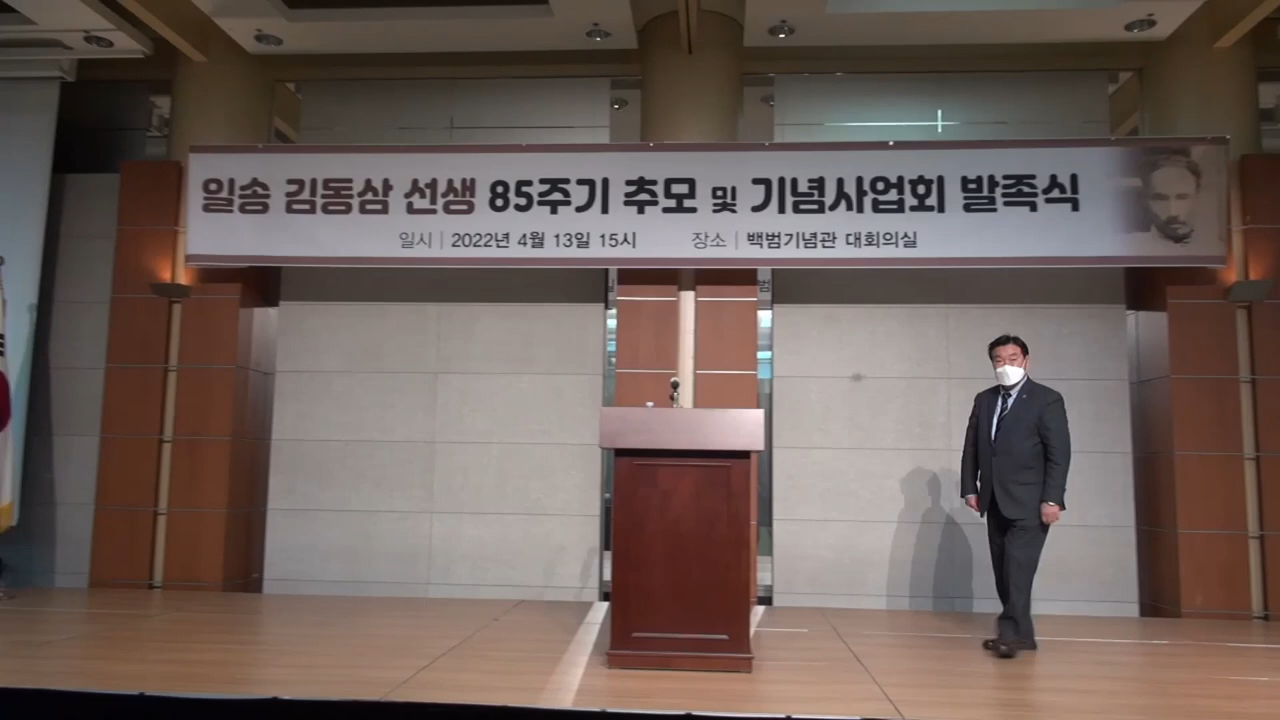 일송 김동삼 선생 85주기 추모 및 기념사업회 발족식
일시 | 2022년 4월 13일 15시 장소 | 백범기념관 대회의실
범